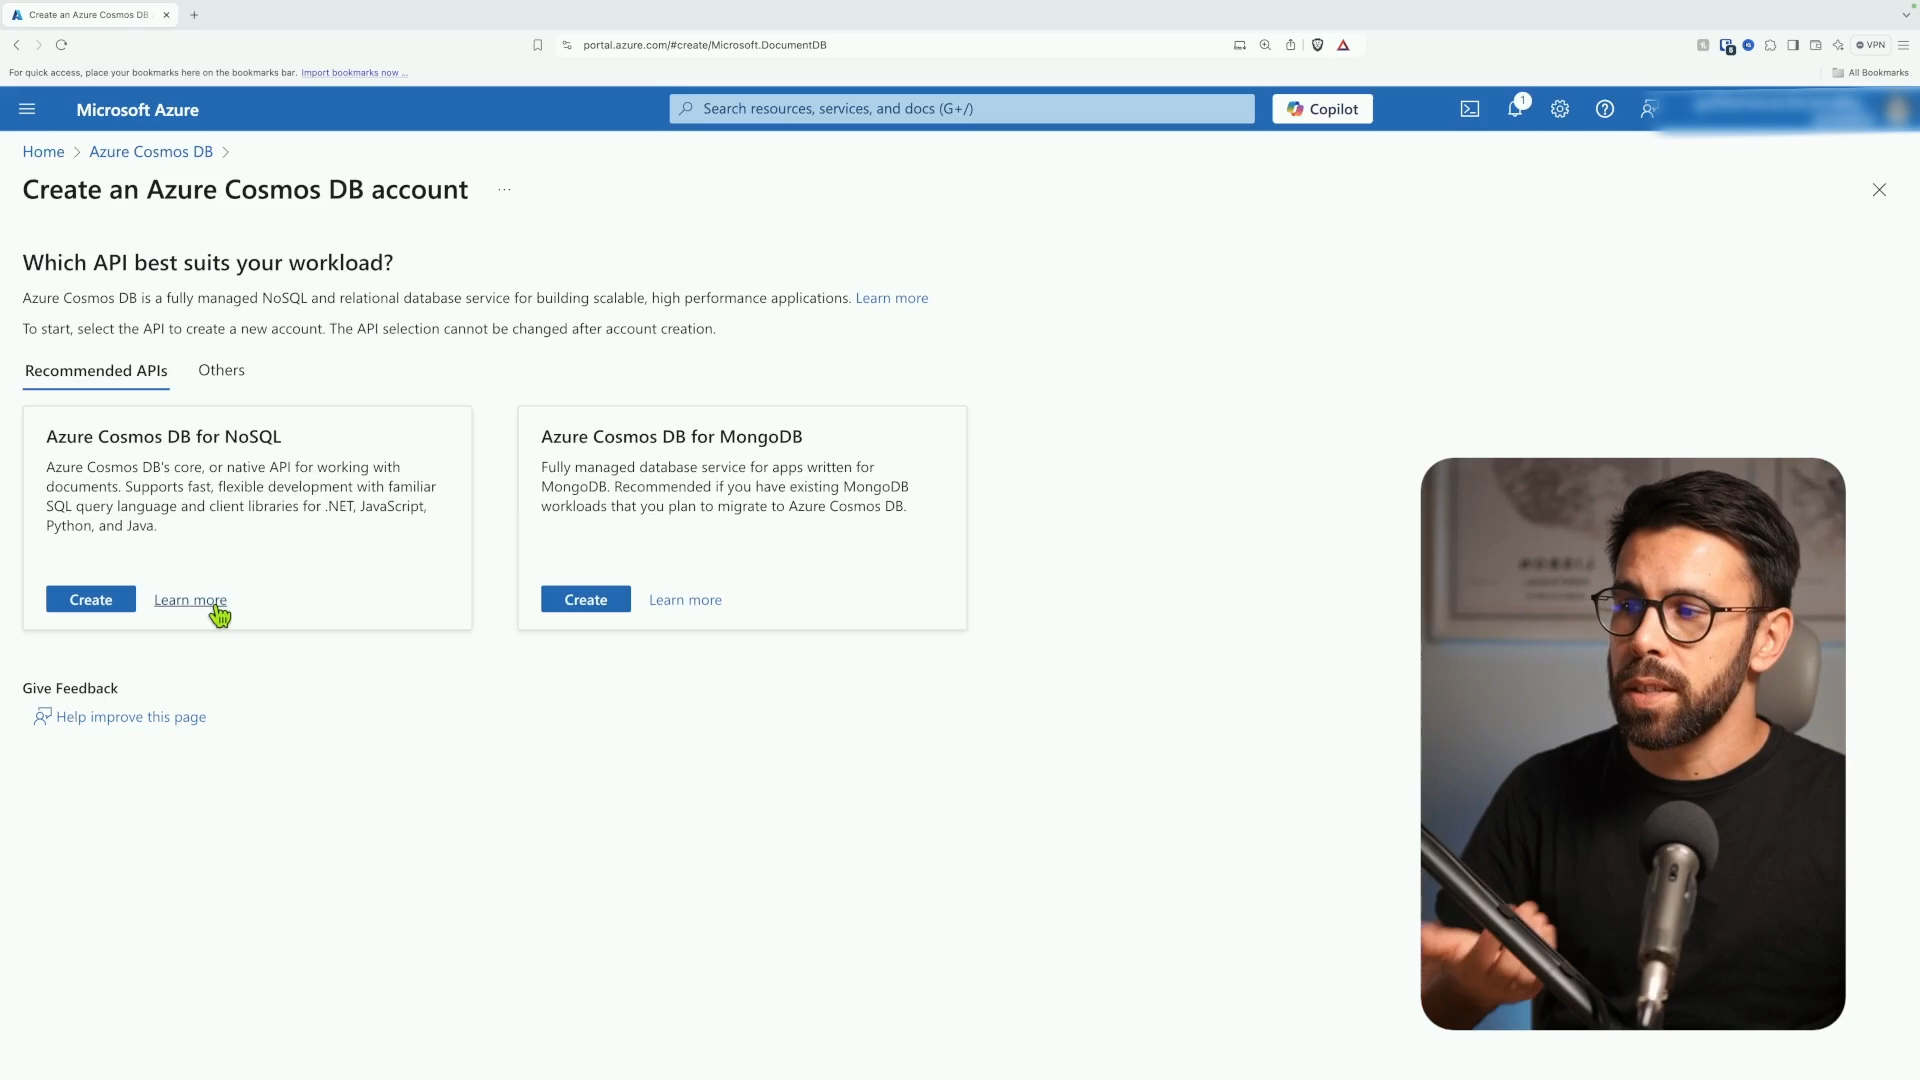 Create an Azure Cosmos DB
portal.azure.com/#create/Microsoft.DocumentDB
VPN
For quick access, place your bookmarks here on the bookmarks bar. Import bookmarks now ...
All Bookmarks
Microsoft Azure
Search resources, services, and docs (G+/)
Copilot
1
Home > Azure Cosmos DB >
Create an Azure Cosmos DB account ...
Which API best suits your workload?
Azure Cosmos DB is a fully managed NoSQL and relational database service for building scalable, high performance applications. Learn more
To start, select the API to create a new account. The API selection cannot be changed after account creation.
Recommended APIs
Others
Azure Cosmos DB for NoSQL
Azure Cosmos DB's core, or native API for working with
documents. Supports fast, flexible development with familiar
SQL query language and client libraries for .NET, JavaScript,
Python, and Java.
Create
Learn more
Azure Cosmos DB for MongoDB
Fully managed database service for apps written for
MongoDB. Recommended if you have existing MongoDB
workloads that you plan to migrate to Azure Cosmos DB.
Create
Learn more
Give Feedback
Help improve this page